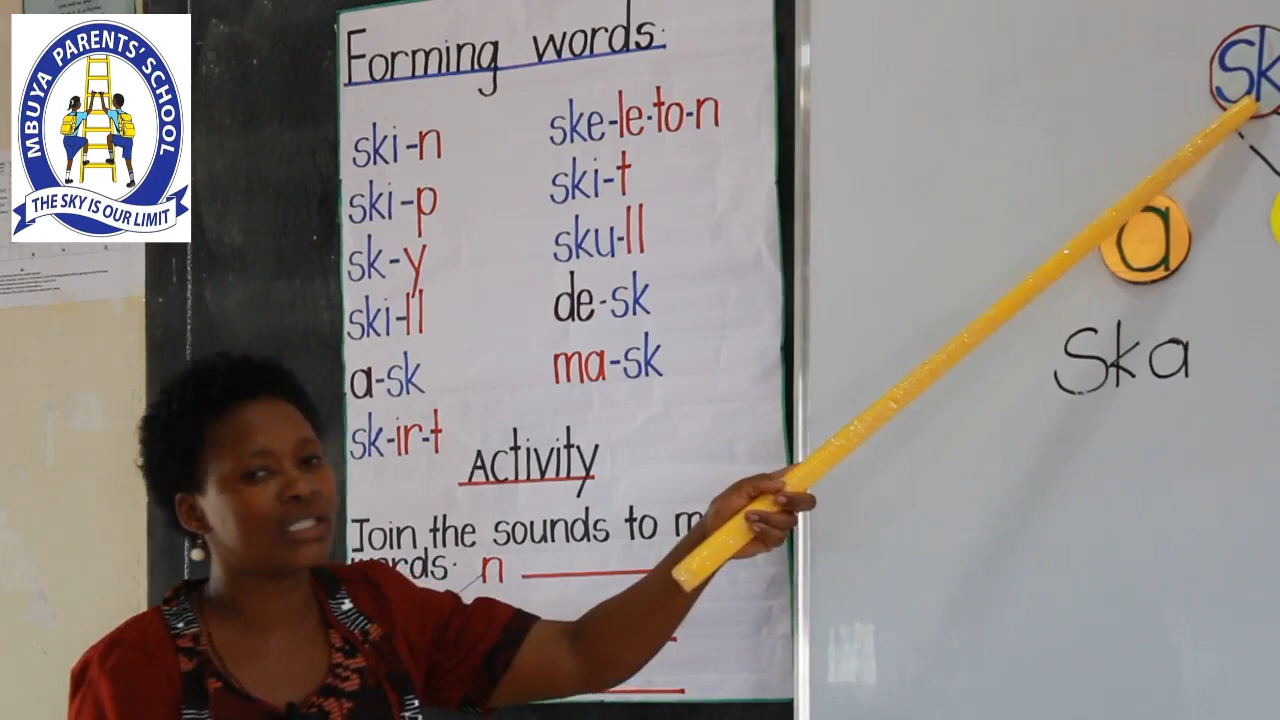 MBUYA PARENTS' SCHOOL
THE SKY IS OUR LIMIT
Forming words.
ski-n
ski-p
sk-y
ski-ll
a-sk
sk-ir-t
ske-le-to-n
ski-t
sku-ll
de-sk
ma-sk
Activity
Join the sounds to
words.
n
sk
a
Ska